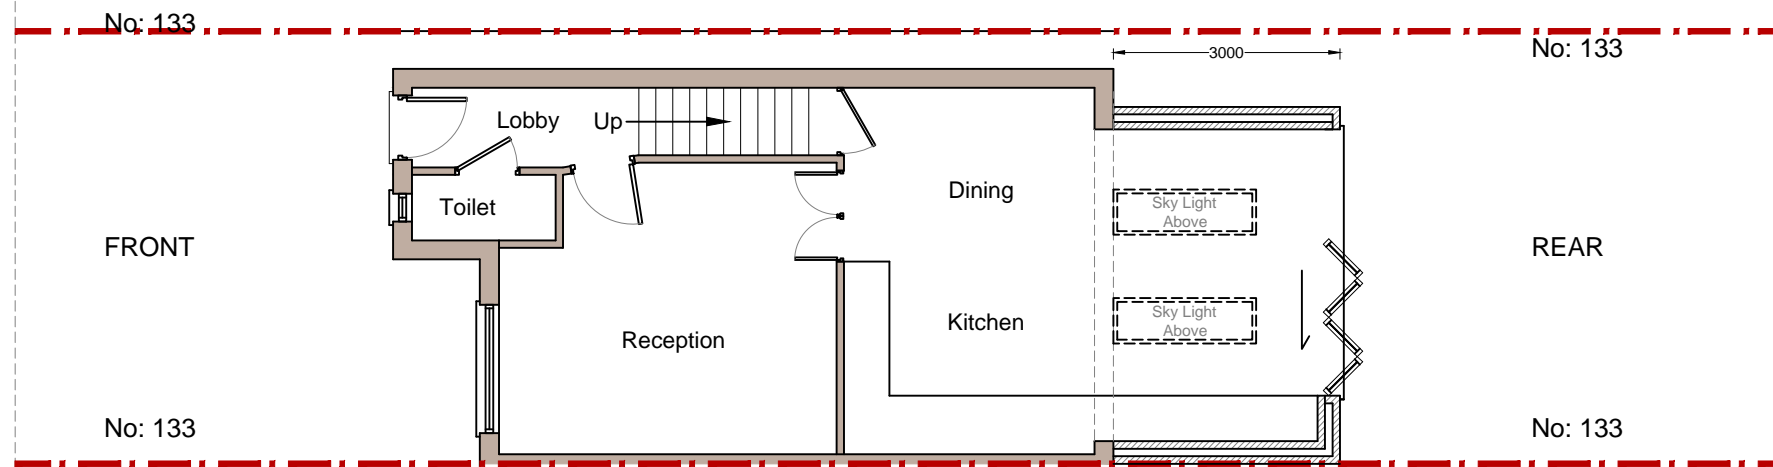 No: 133
No: 133
3000
Lobby
Up
Dining
Toilet
Sky Light
Above
FRONT
REAR
Reception
Kitchen
Sky Light
Above
No: 133
No: 133